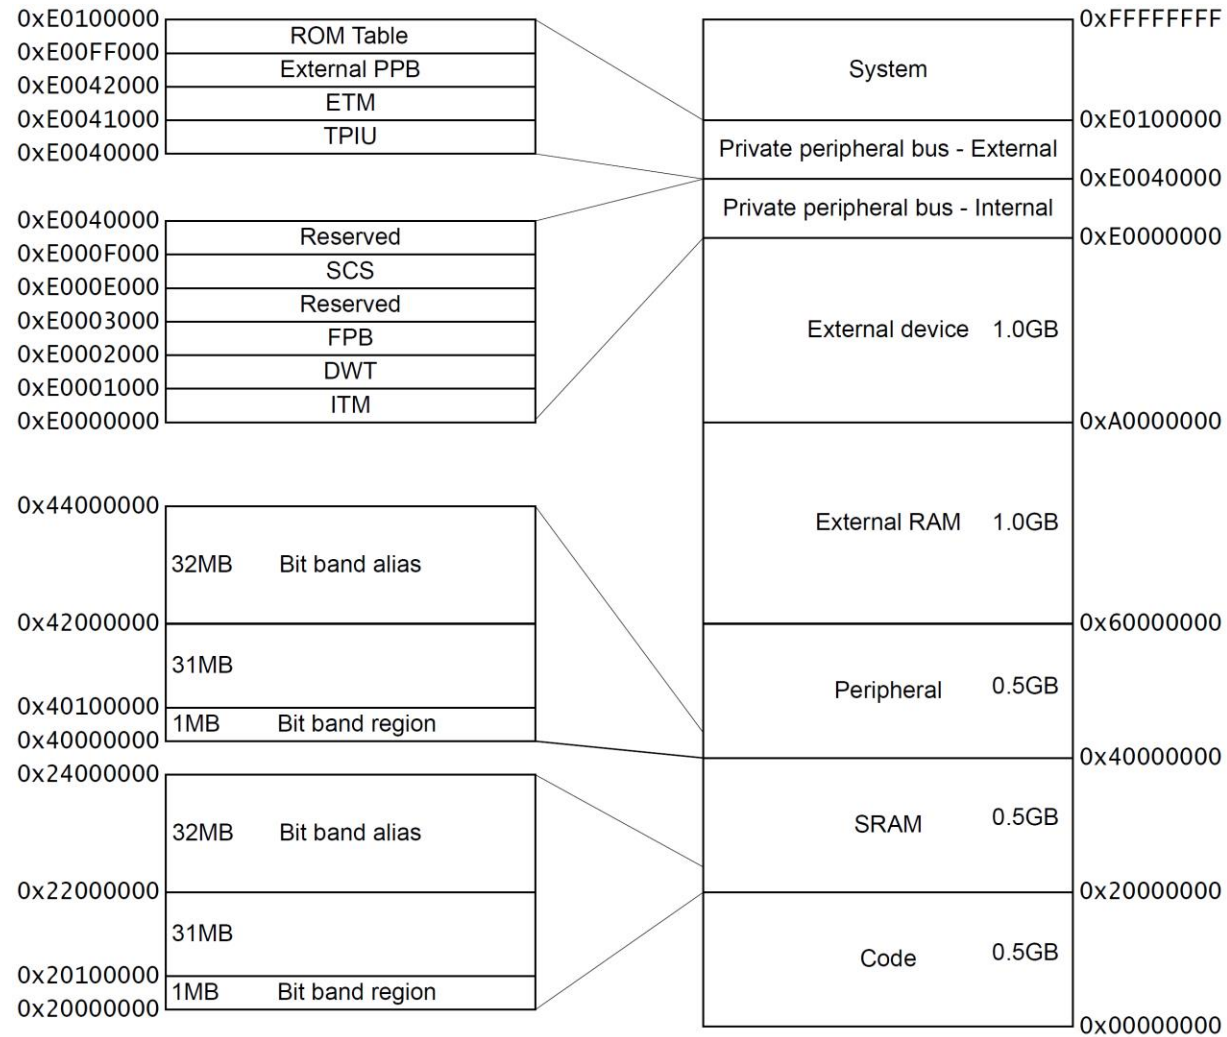 0xE0100000
ROM Table
0xE00FF000
External PPB
0xE0042000
ETM
0xE0041000
TPIU
0xE0040000
0xE0040000
Reserved
0xE000F000
SCS
0xE000E000
Reserved
0xE0003000
FPB
0xE0002000
DWT
0xE0001000
ITM
0xE0000000
0x44000000
32MB Bit band alias
0x42000000
31MB
0x40100000
1MB Bit band region
0x40000000
0x24000000
32MB Bit band alias
0x22000000
31MB
0x20100000
1MB Bit band region
0x20000000
0xFFFFFFFF
System
0xE0100000
Private peripheral bus - External
0xE0040000
Private peripheral bus - Internal
0xE0000000
External device 1.0GB
0xA0000000
External RAM 1.0GB
0x60000000
Peripheral 0.5GB
0x40000000
SRAM 0.5GB
0x20000000
Code 0.5GB
0x00000000